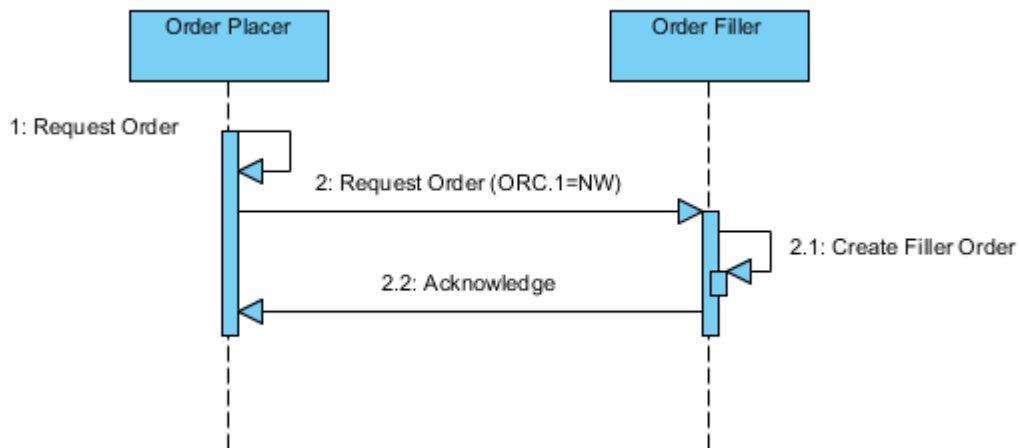 Order Placer
Order Filler
1: Request Order
2: Request Order (ORC.1=NW)
2.1: Create Filler Order
2.2: Acknowledge